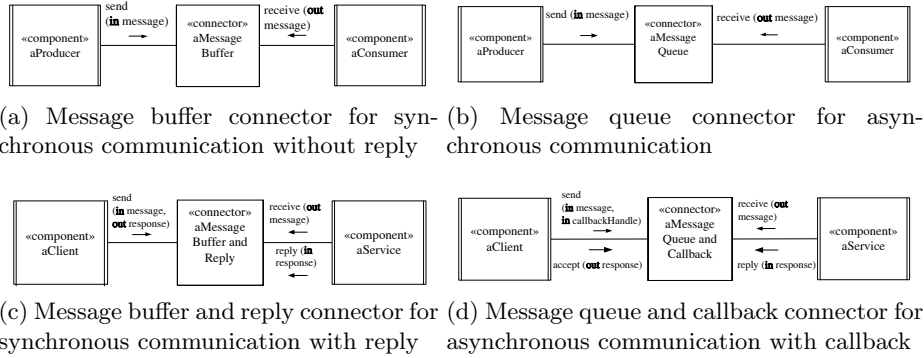 send
(in message)
receive (out
message)
«component»
aProducer
«connector»
aMessage
Buffer
«component»
aConsumer
(a) Message buffer connector for syn-
chronous communication without reply
send (in message)
receive (out message)
«component»
aProducer
«connector»
aMessage
Queue
«component»
aConsumer
(b) Message queue connector for asyn-
chronous communication
send
(in message,
out response)
receive (out
message)
reply (in
response)
«component»
aClient
«connector»
aMessage
Buffer and
Reply
«component»
aService
(c) Message buffer and reply connector for
synchronous communication with reply
send
(in message,
in callbackHandle)
accept (out response)
receive (out
message)
reply (in response)
«component»
aClient
«connector»
aMessage
Queue and
Callback
«component»
aService
(d) Message queue and callback connector for
asynchronous communication with callback